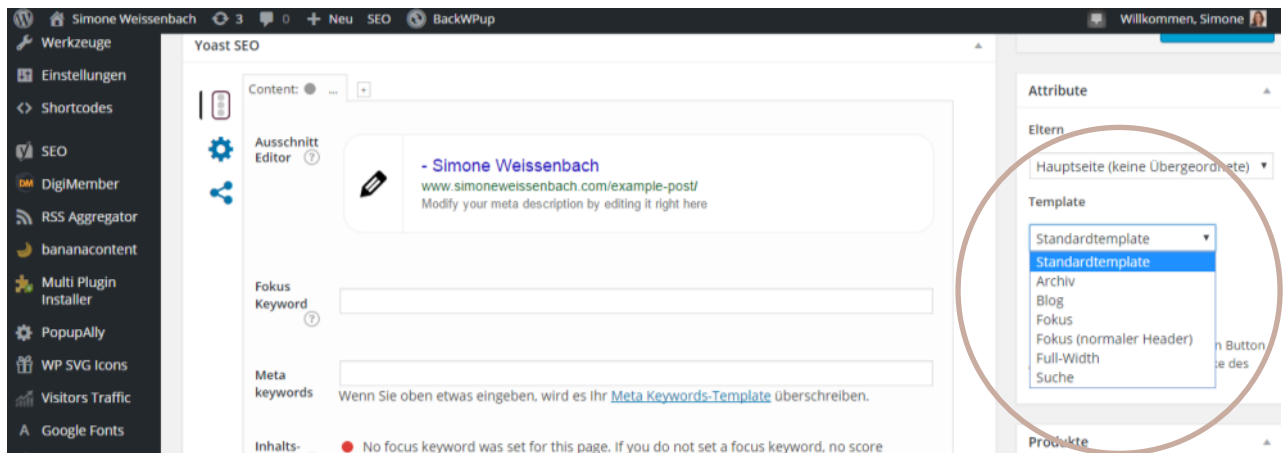 Simone Weissenbach 3 0 + Neu SEO BackWPup Willkommen, Simone
Werkzeuge
Einstellungen
Shortcodes
SEO
DM DigiMember
RSS Aggregator
bananacontent
Multi Plugin
Installer
PopupAlly
WP SVG Icons
Visitors Traffic
A Google Fonts
Yoast SEO
Content: ... +
Ausschnitt
Editor ?
- Simone Weissenbach
www.simoneweissenbach.com/example-post/
Modify your meta description by editing it right here
Fokus
Keyword
?
Meta
keywords
Wenn Sie oben etwas eingeben, wird es Ihr Meta Keywords-Template überschreiben.
Inhalts-
No focus keyword was set for this page. If you do not set a focus keyword, no score
Attribute
Eltern
Hauptseite (keine Übergeordnete)
Template
Standardtemplate
Standardtemplate
Archiv
Blog
Fokus
Fokus (normaler Header)
Full-Width
Suche
n Button
des
Produkte